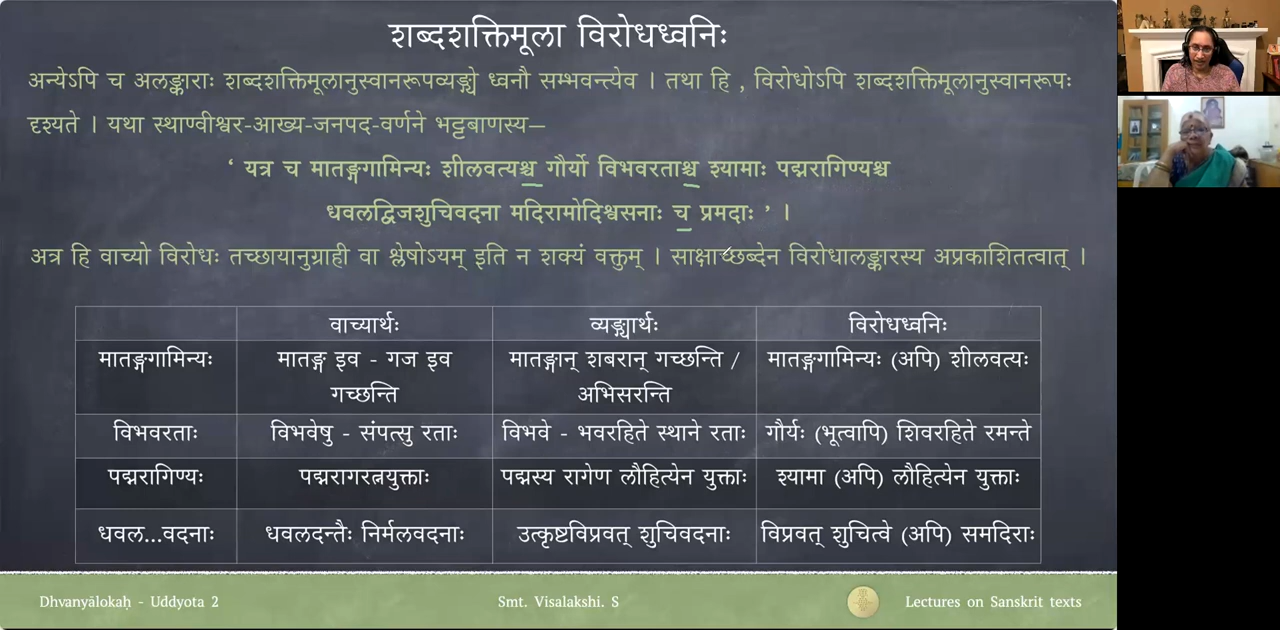 शब्दशक्तिमूला विरोधध्वनिः
अन्येऽपि च अलङ्काराः शब्दशक्तिमूलानुस्वानरूपव्यङ्ग्ये ध्वनौ सम्भवन्त्येव । तथा हि , विरोधोऽपि शब्दशक्तिमूलानुस्वानरूपः
दृश्यते । यथा स्थाण्वीश्वर-आख्य-जनपद-वर्णने भट्टबाणस्य—
‘ यत्र च मातङ्गगामिन्यः शीलवत्यश्च गौर्यो विभवरताश्च श्यामाः पद्मरागिण्यश्च
धवलद्विजशुचिवदना मदिरामोदिश्वसनाः च प्रमदाः ’ ।
अत्र हि वाच्यो विरोधः तच्छायानुग्राही वा श्लेषोऽयम् इति न शक्यं वक्तुम् । साक्षाच्छब्देन विरोधालङ्कारस्य अप्रकाशितत्वात् ।
वाच्यार्थः व्यङ्ग्यार्थः विरोधध्वनिः
मातङ्गगामिन्यः मातङ्ग इव - गज इव गच्छन्ति मातङ्गान् शबरान् गच्छन्ति / अभिसरन्ति मातङ्गगामिन्यः (अपि) शीलवत्यः
विभवरताः विभवेषु - संपत्सु रताः विभवे - भवरहिते स्थाने रताः गौर्यः (भूत्वापि) शिवरहिते रमन्ते
पद्मरागिण्यः पद्मरागरत्नयुक्ताः पद्मस्य रागेण लौहित्येन युक्ताः श्यामा (अपि) लौहित्येन युक्ताः
धवल...वदनाः धवलदन्तैः निर्मलवदनाः उत्कृष्टविप्रवत् शुचिवदनाः विप्रवत् शुचित्वे (अपि) समदिराः
Dhvanyālokaḥ - Uddyota 2 Smt. Visalakshi. S Lectures on Sanskrit texts